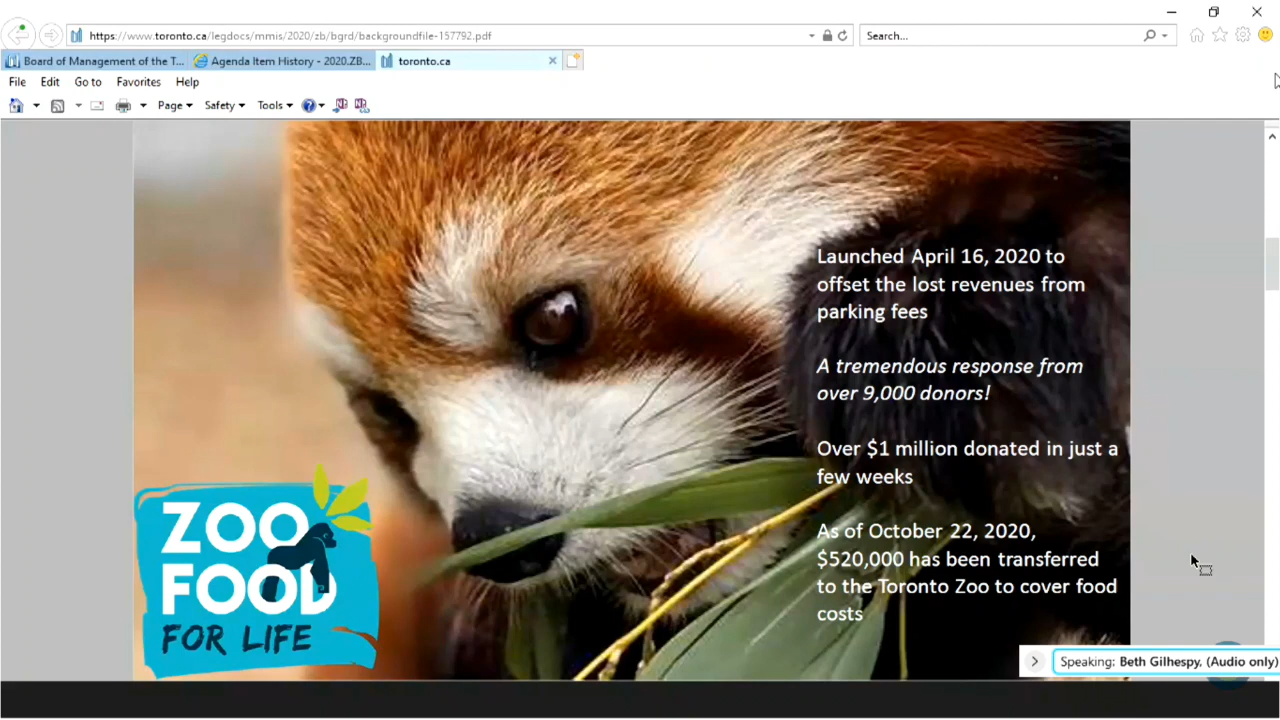 https://www.toronto.ca/legdocs/mmis/2020/zb/bgrd/backgroundfile-157792.pdf
Search...
Board of Management of the T...
Agenda Item History - 2020.ZB...
toronto.ca
File Edit Go to Favorites Help
Page Safety Tools
Launched April 16, 2020 to
offset the lost revenues from
parking fees
A tremendous response from
over 9,000 donors!
Over $1 million donated in just a
few weeks
As of October 22, 2020,
$520,000 has been transferred
to the Toronto Zoo to cover food
costs
ZOO
FOOD
FOR LIFE
Speaking: Beth Gilhespy, (Audio only)